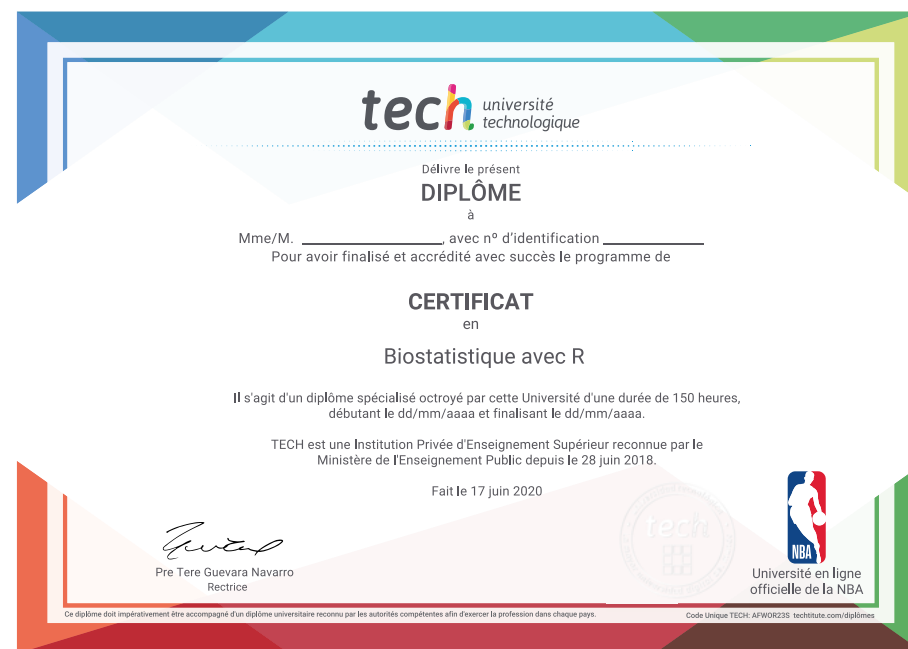 tech université
technologique
Délivre le présent
DIPLÔME
à
Mme/M. ____________________, avec nº d'identification ______________
Pour avoir finalisé et accrédité avec succès le programme de
CERTIFICAT
en
Biostatistique avec R
Il s'agit d'un diplôme spécialisé octroyé par cette Université d'une durée de 150 heures,
débutant le dd/mm/aaaa et finalisant le dd/mm/aaaa.
TECH est une Institution Privée d'Enseignement Supérieur reconnue par le
Ministère de l'Enseignement Public depuis le 28 juin 2018.
Fait le 17 juin 2020
tech
NBA
Pre Tere Guevara Navarro
Rectrice
Université en ligne
officielle de la NBA
Ce diplôme doit impérativement être accompagné d'un diplôme universitaire reconnu par les autorités compétentes afin d'exercer la profession dans chaque pays.
Code Unique TECH: AFWOR23S techtitute.com/diplômes